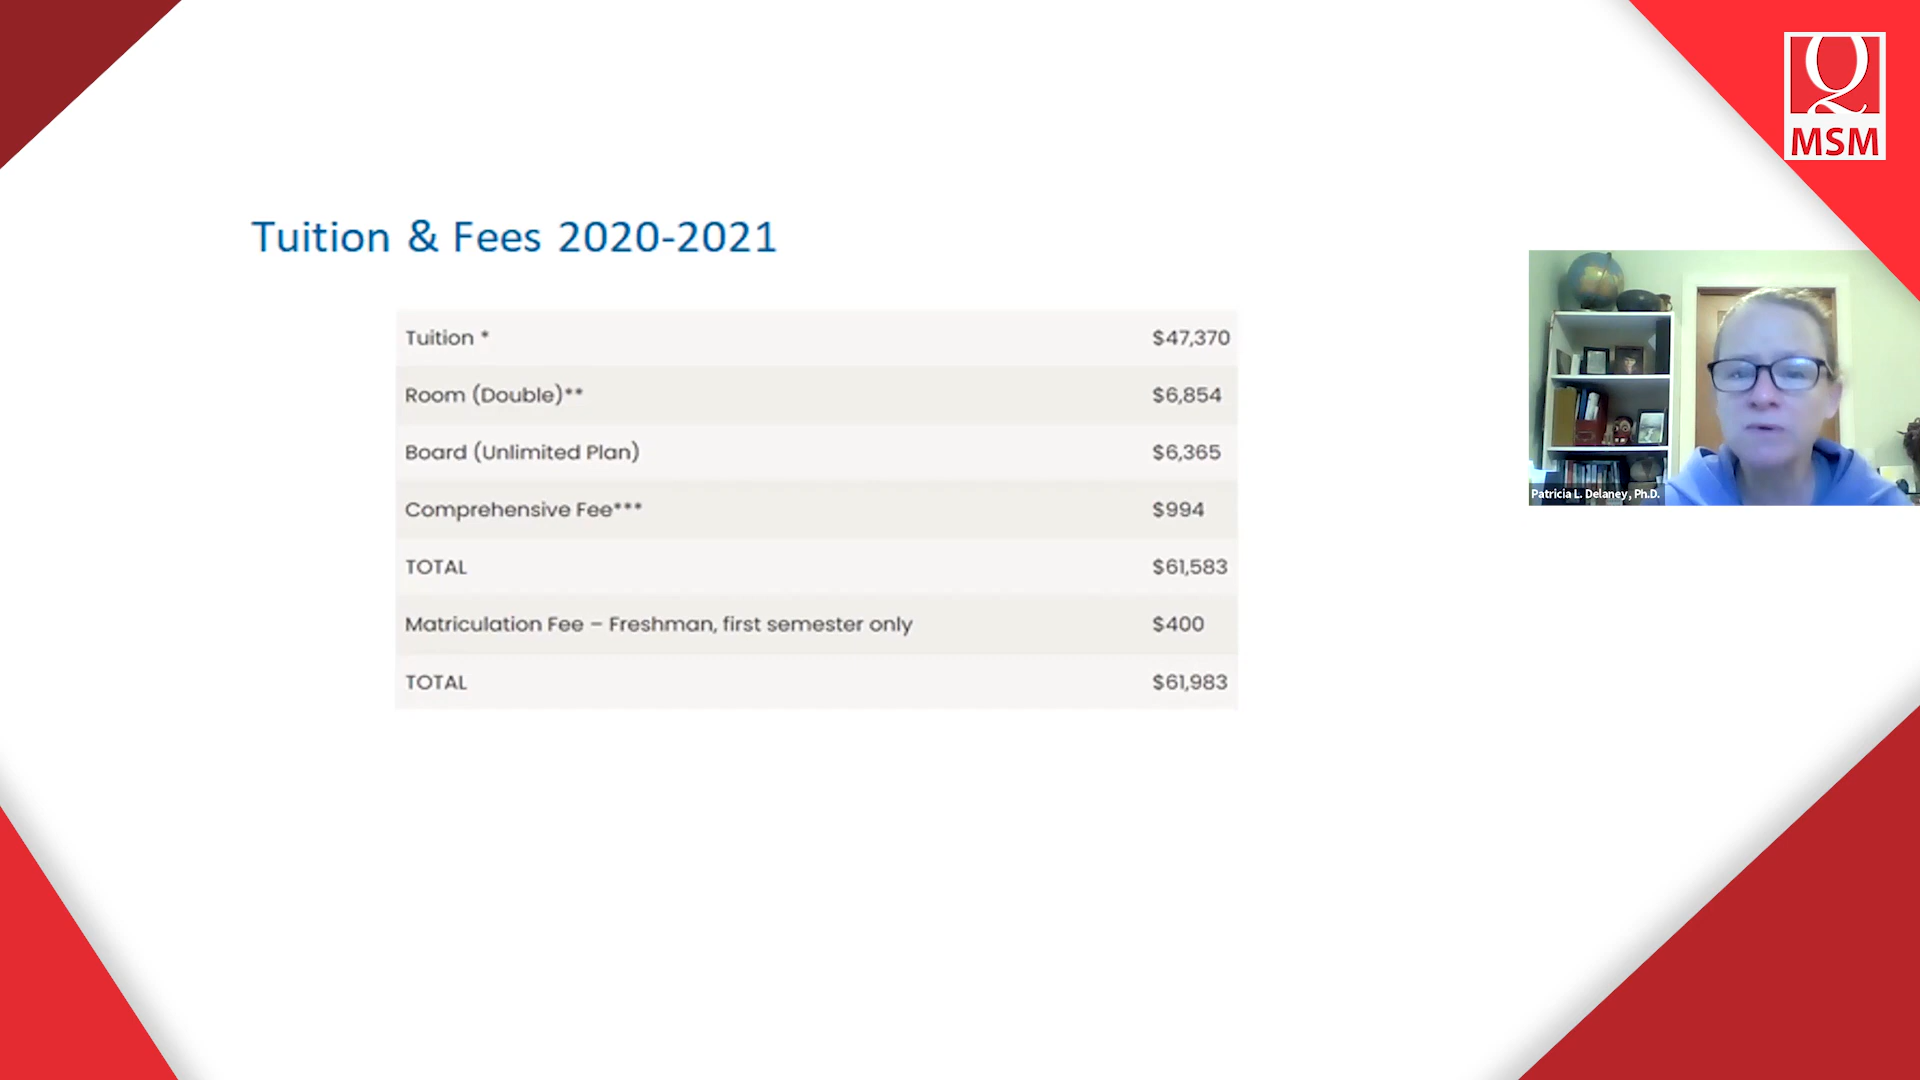 Q
MSM
Tuition & Fees 2020-2021
Tuition * $47,370
Room (Double)** $6,854
Board (Unlimited Plan) $6,365
Comprehensive Fee*** $994
TOTAL $61,583
Matriculation Fee – Freshman, first semester only $400
TOTAL $61,983
Patricia L. Delaney, Ph.D.